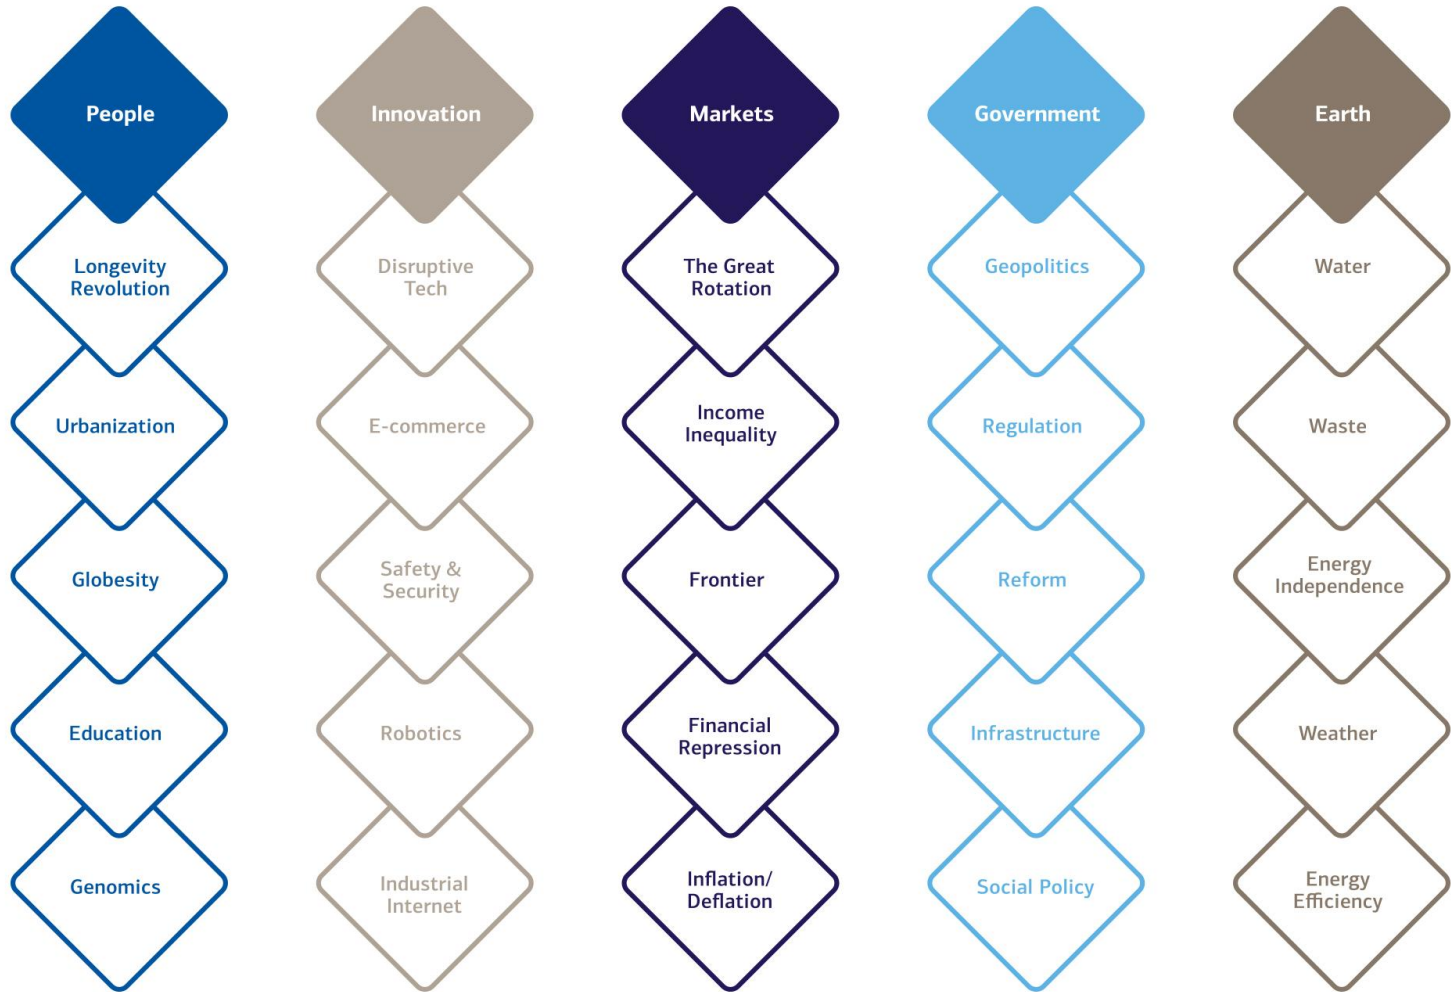 People
Longevity
Revolution
Urbanization
Globesity
Education
Genomics
Innovation
Disruptive
Tech
E-commerce
Safety &
Security
Robotics
Industrial
Internet
Markets
The Great
Rotation
Income
Inequality
Frontier
Financial
Repression
Inflation/
Deflation
Government
Geopolitics
Regulation
Reform
Infrastructure
Social Policy
Earth
Water
Waste
Energy
Independence
Weather
Energy
Efficiency